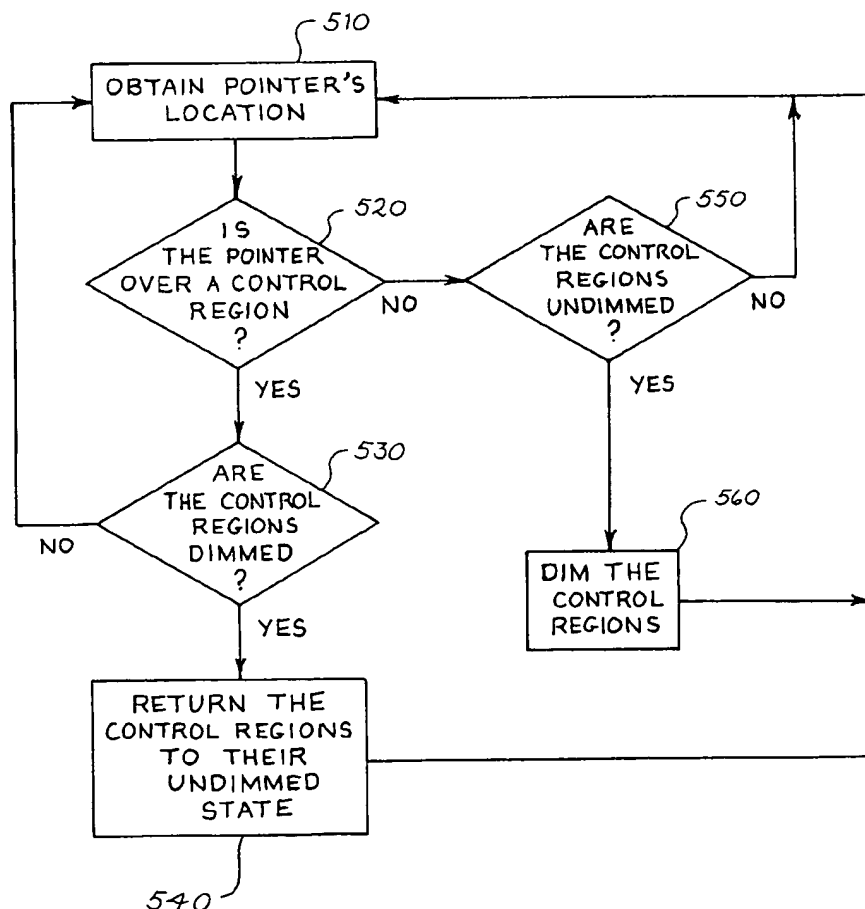 510
OBTAIN POINTER'S
LOCATION
520
IS
THE POINTER
OVER A CONTROL
REGION
?
NO
YES
550
ARE
THE CONTROL
REGIONS
UNDIMMED
?
NO
YES
530
ARE
THE CONTROL
REGIONS
DIMMED
?
NO
YES
560
DIM THE
CONTROL
REGIONS
RETURN THE
CONTROL REGIONS
TO THEIR
UNDIMMED
STATE
540